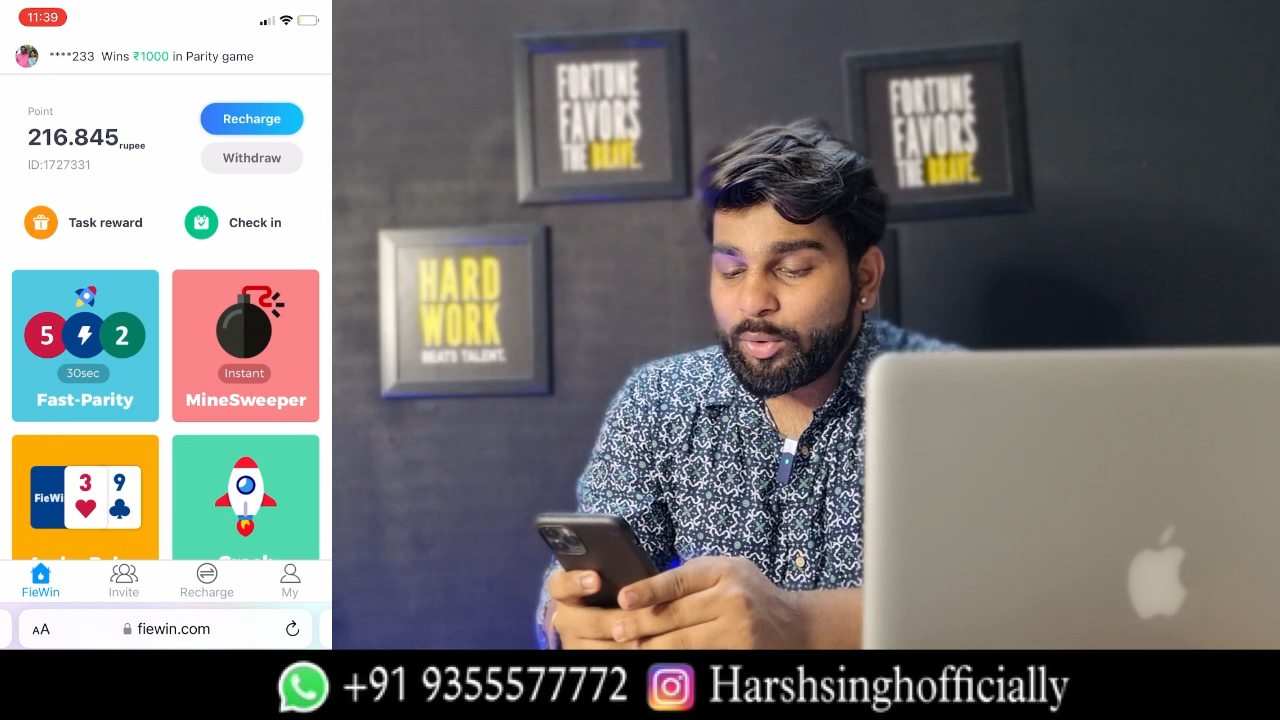 11:39
****233 Wins ₹1000 in Parity game
Point
216.845rupee
ID:1727331
Recharge
Withdraw
Task reward
Check in
5
2
30sec
Fast-Parity
Instant
MineSweeper
FieWi
3
9
FieWin
Invite
Recharge
My
AA
fiewin.com
FORTUNE
FAVORS
THE BRAVE.
FORTUNE
FAVORS
THE BRAVE.
HARD
WORK
BEATS TALENT.
+91 9355577772
Harshsinghofficially